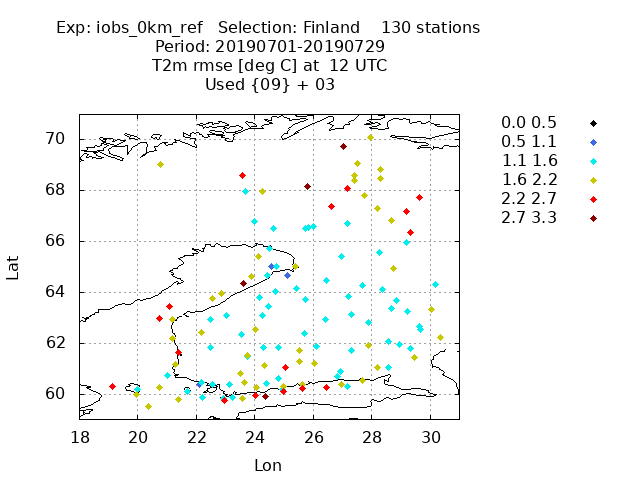 Exp: iobs_0km_ref   Selection: Finland    130 stations
Period: 20190701-20190729
T2m rmse [deg C] at  12 UTC
Used {09} + 03
0.0 0.5
0.5 1.1
1.1 1.6
1.6 2.2
2.2 2.7
2.7 3.3
70
68
66
64
62
60
Lat
18 20 22 24 26 28 30
Lon